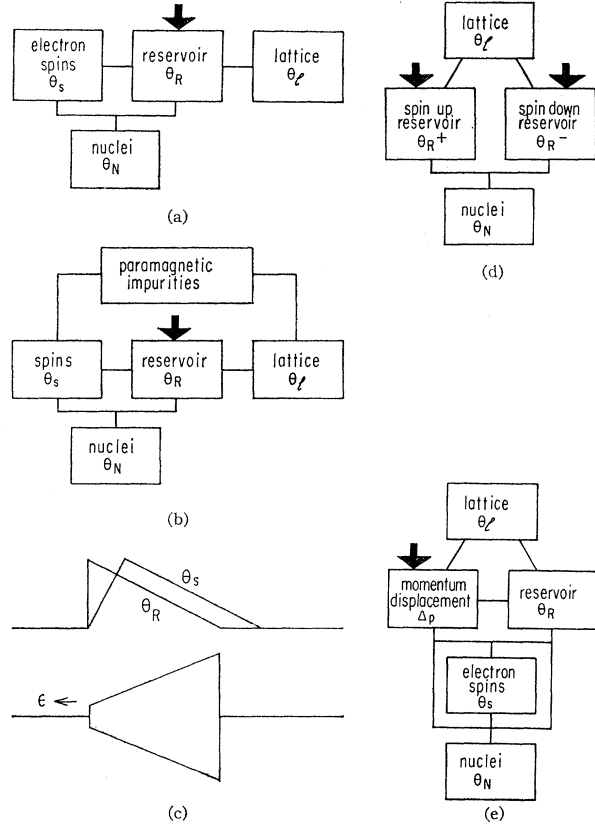 electron
spins
θs
reservoir
θR
lattice
θℓ
nuclei
θN
(a)
paramagnetic
impurities
spins
θs
reservoir
θR
lattice
θℓ
nuclei
θN
(b)
θs
θR
ϵ ←
(c)
lattice
θℓ
spin up
reservoir
θR+
spin down
reservoir
θR−
nuclei
θN
(d)
lattice
θℓ
momentum
displacement
Δp
reservoir
θR
electron
spins
θs
nuclei
θN
(e)